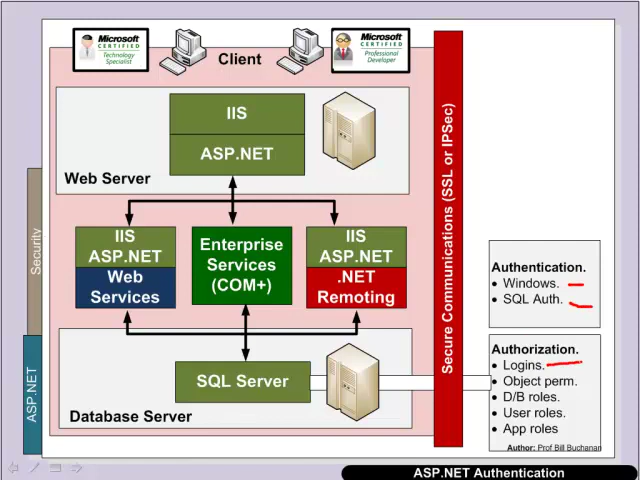 Microsoft
CERTIFIED
Technology
Specialist
Client
Microsoft
CERTIFIED
Professional
Developer
IIS
ASP.NET
Web Server
IIS
ASP.NET
Web
Services
Enterprise
Services
(COM+)
IIS
ASP.NET
.NET
Remoting
SQL Server
Database Server
Secure Communications (SSL or IPSec)
Security
ASP.NET
Authentication.
• Windows.
• SQL Auth.
Authorization.
• Logins.
• Object perm.
• D/B roles.
• User roles.
• App roles
Author: Prof Bill Buchanan
ASP.NET Authentication